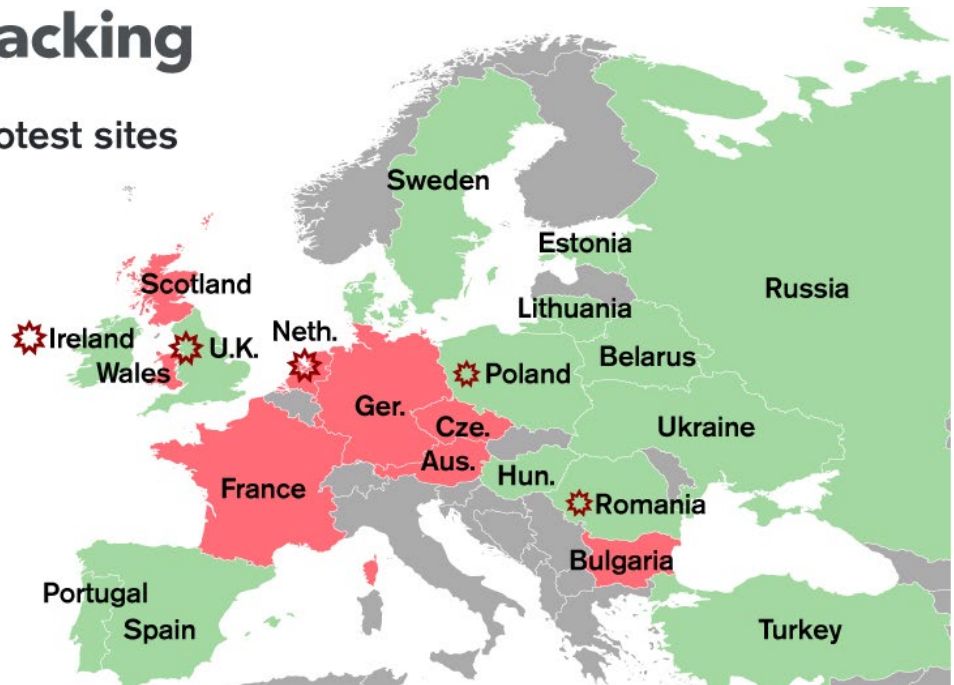 acking
otest sites
Sweden
Estonia
Scotland
Russia
Lithuania
Neth.
Ireland
U.K.
Belarus
Wales
Poland
Ger.
Cze.
Ukraine
Aus.
Hun.
France
Romania
Bulgaria
Portugal
Spain
Turkey